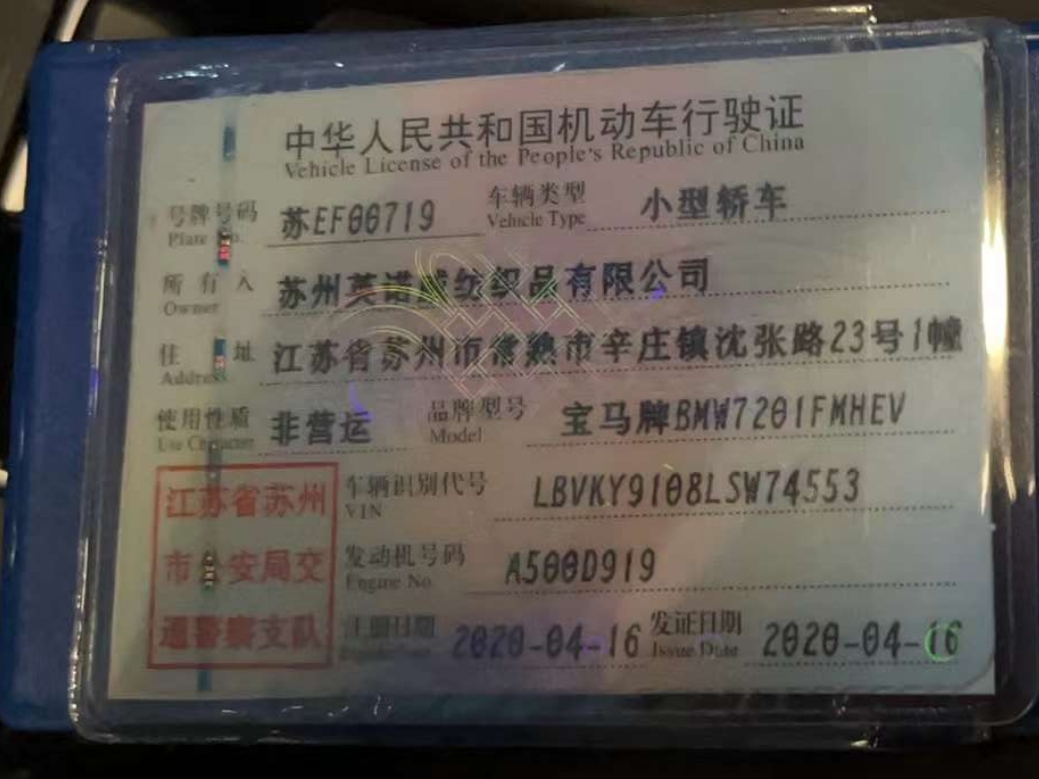 中华人民共和国机动车行驶证
Vehicle License of the People's Republic of China
号牌号码 苏EF00719 车辆类型 小型轿车
Plate No. Vehicle Type
所有人 苏州英诺威纺织品有限公司
Owner
住址 江苏省苏州市常熟市辛庄镇沈张路23号1幢
Address
使用性质 非营运 品牌型号 宝马牌BMW7201FMHEV
Use Character Model
江苏省苏州 车辆识别代号 LBVKY9108LSW74553
VIN
市公安局交 发动机号码 A500D919
Engine No.
通警察支队 注册日期 2020-04-16 发证日期 2020-04-16
Issue Date